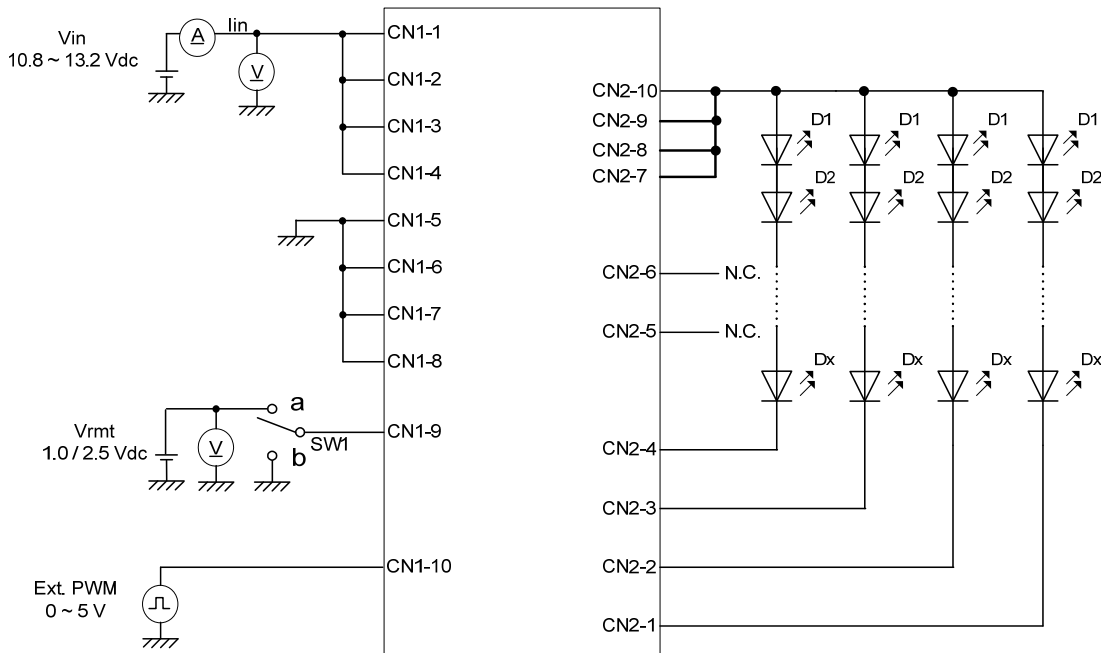 Vin
10.8 ~ 13.2 Vdc
A
Iin
V
CN1-1
CN1-2
CN1-3
CN1-4
CN1-5
CN1-6
CN1-7
CN1-8
Vrmt
1.0 / 2.5 Vdc
V
a
b
SW1
CN1-9
Ext. PWM
0 ~ 5 V
CN1-10
CN2-10
CN2-9
CN2-8
CN2-7
D1 D1 D1 D1
D2 D2 D2 D2
CN2-6 N.C.
CN2-5 N.C.
Dx Dx Dx Dx
CN2-4
CN2-3
CN2-2
CN2-1